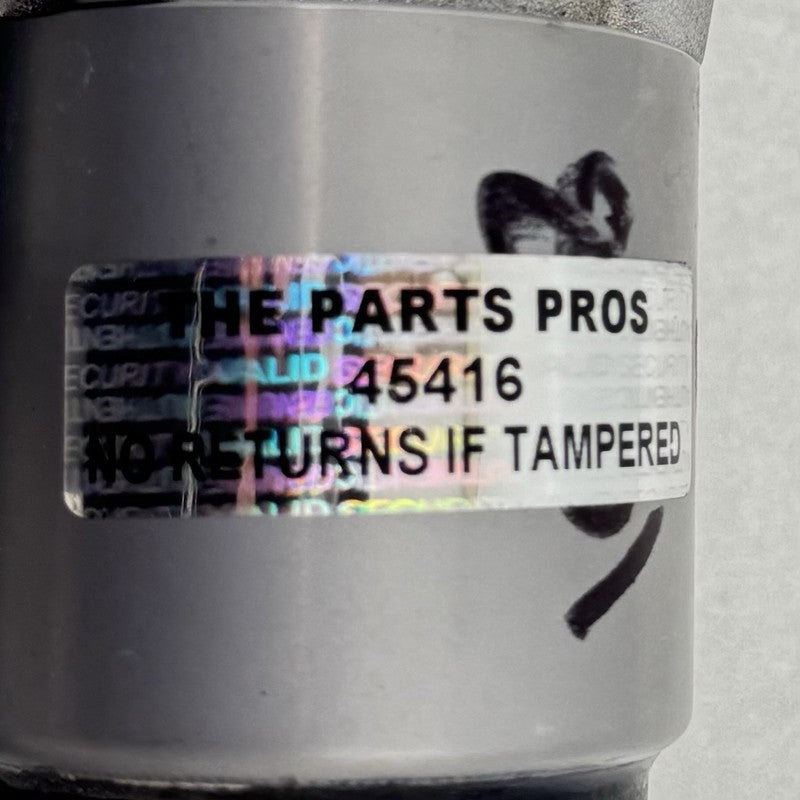 THE PARTS PROS
45416
NO RETURNS IF TAMPERED